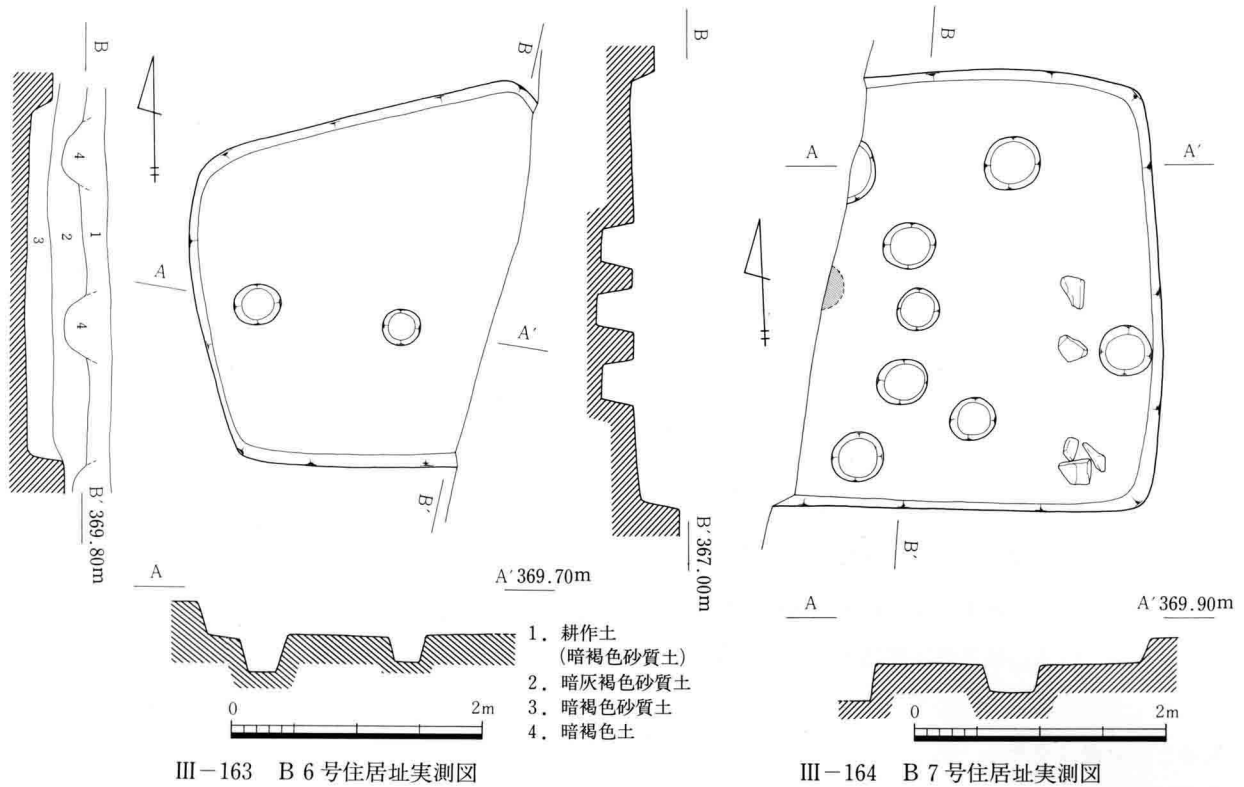 B
B
A
A'
B'
1
2
3
4
4
B' 369.80m
A
A' 369.70m
1. 耕作土
(暗褐色砂質土)
2. 暗灰褐色砂質土
3. 暗褐色砂質土
4. 暗褐色土
0 2m
Ⅲ-163 B 6 号住居址実測図
B
B
A
A'
B'
B' 367.00m
A
A' 369.90m
0 2m
Ⅲ-164 B 7 号住居址実測図